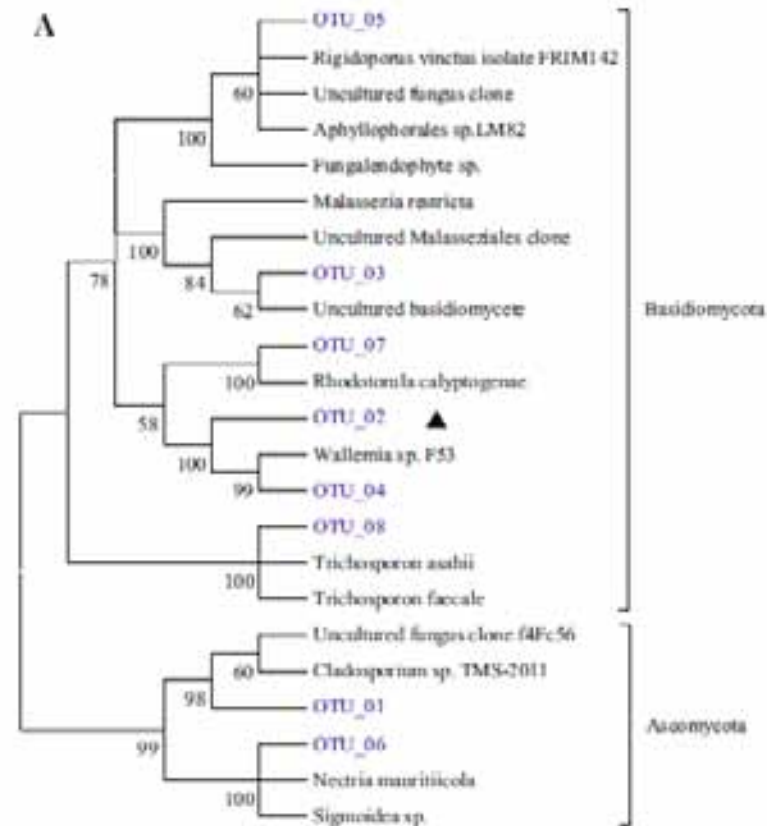 A
OTU_05
Rigidoporus vinctus isolate FRIM142
Uncultured fungus clone
60
Aphyllophorales sp.LM82
100
Fungalendophyte sp.
Malassezia restricta
Uncultured Malasseziales clone
100
OTU_03
78
84
62
Uncultured basidiomycete
Basidiomycota
OTU_07
100
Rhodotorula calyptogenae
OTU_02
58
Wallemia sp. F53
100
99
OTU_04
OTU_08
Trichosporon asahii
100
Trichosporon faecale
Uncultured fungus clone f4Fc56
60
Cladosporium sp. TMS-2011
98
OTU_01
Ascomycota
99
OTU_06
Nectria mauritiicola
100
Sigmoidea sp.